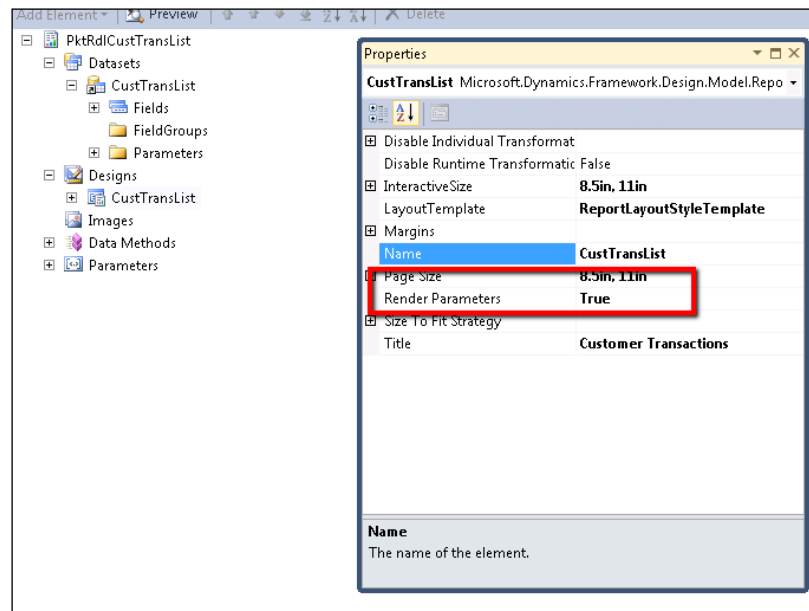 Add Element Preview Delete
PktRdlCustTransList
Datasets
CustTransList
Fields
FieldGroups
Parameters
Designs
CustTransList
Images
Data Methods
Parameters
Properties
CustTransList Microsoft.Dynamics.Framework.Design.Model.Repo
Disable Individual Transformat
Disable Runtime Transformatic False
InteractiveSize 8.5in, 11in
LayoutTemplate ReportLayoutStyleTemplate
Margins
Name CustTransList
Page Size 8.5in, 11in
Render Parameters True
Size To Fit Strategy
Title Customer Transactions
Name
The name of the element.